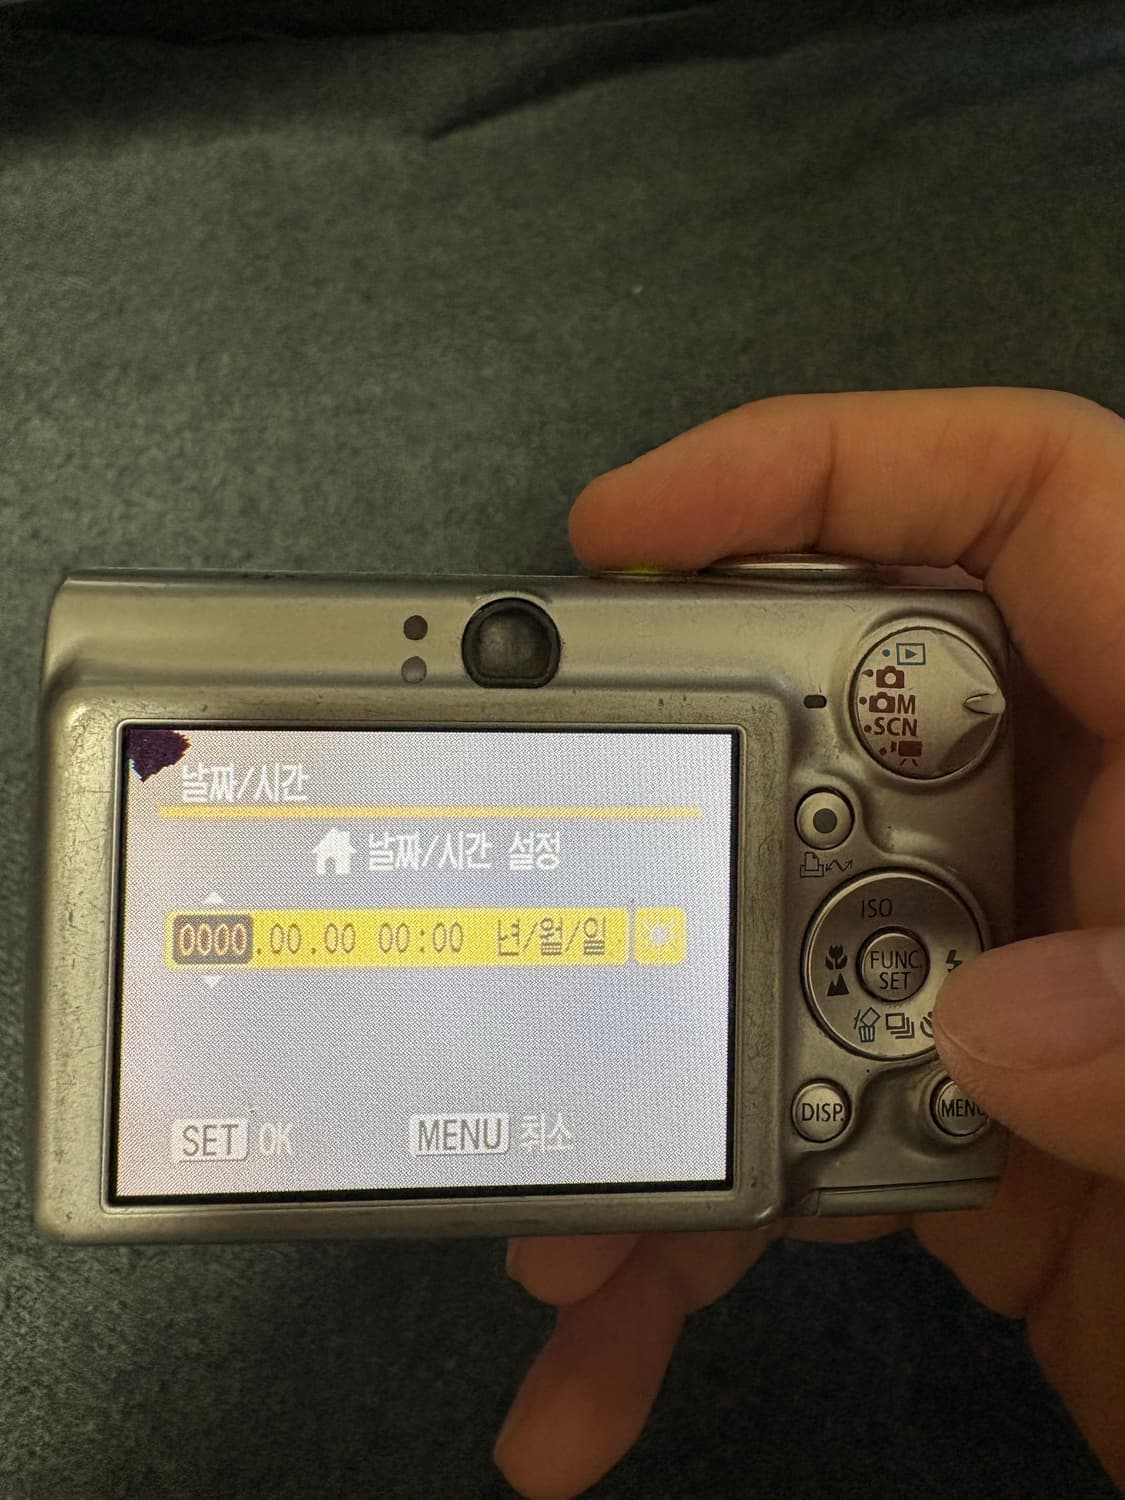 날짜/시간
날짜/시간 설정
0000.00.00 00:00 년/월/일
SET OK
MENU 취소
M
SCN
ISO
FUNC.
SET
DISP.
MENU